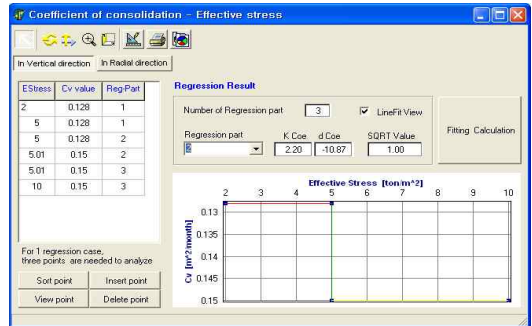 Coefficient of consolidation - Effective stress
In Vertical direction In Radial direction
EStress Cv value Reg-Part
2 0.128 1
5 0.128 1
5 0.128 2
5.01 0.15 2
5.01 0.15 3
10 0.15 3
For 1 regression case,
three points are needed to analyze
Sort point Insert point
View point Delete point
Regression Result
Number of Regression part 3 LineFit View
Regression part K Coe d Coe SQRT Value
2 2.20 -10.87 1.00
Fitting Calculation
Effective Stress [ton/m^2]
2 3 4 5 6 7 8 9 10
Cv [m^2/month]
0.13
0.135
0.14
0.145
0.15